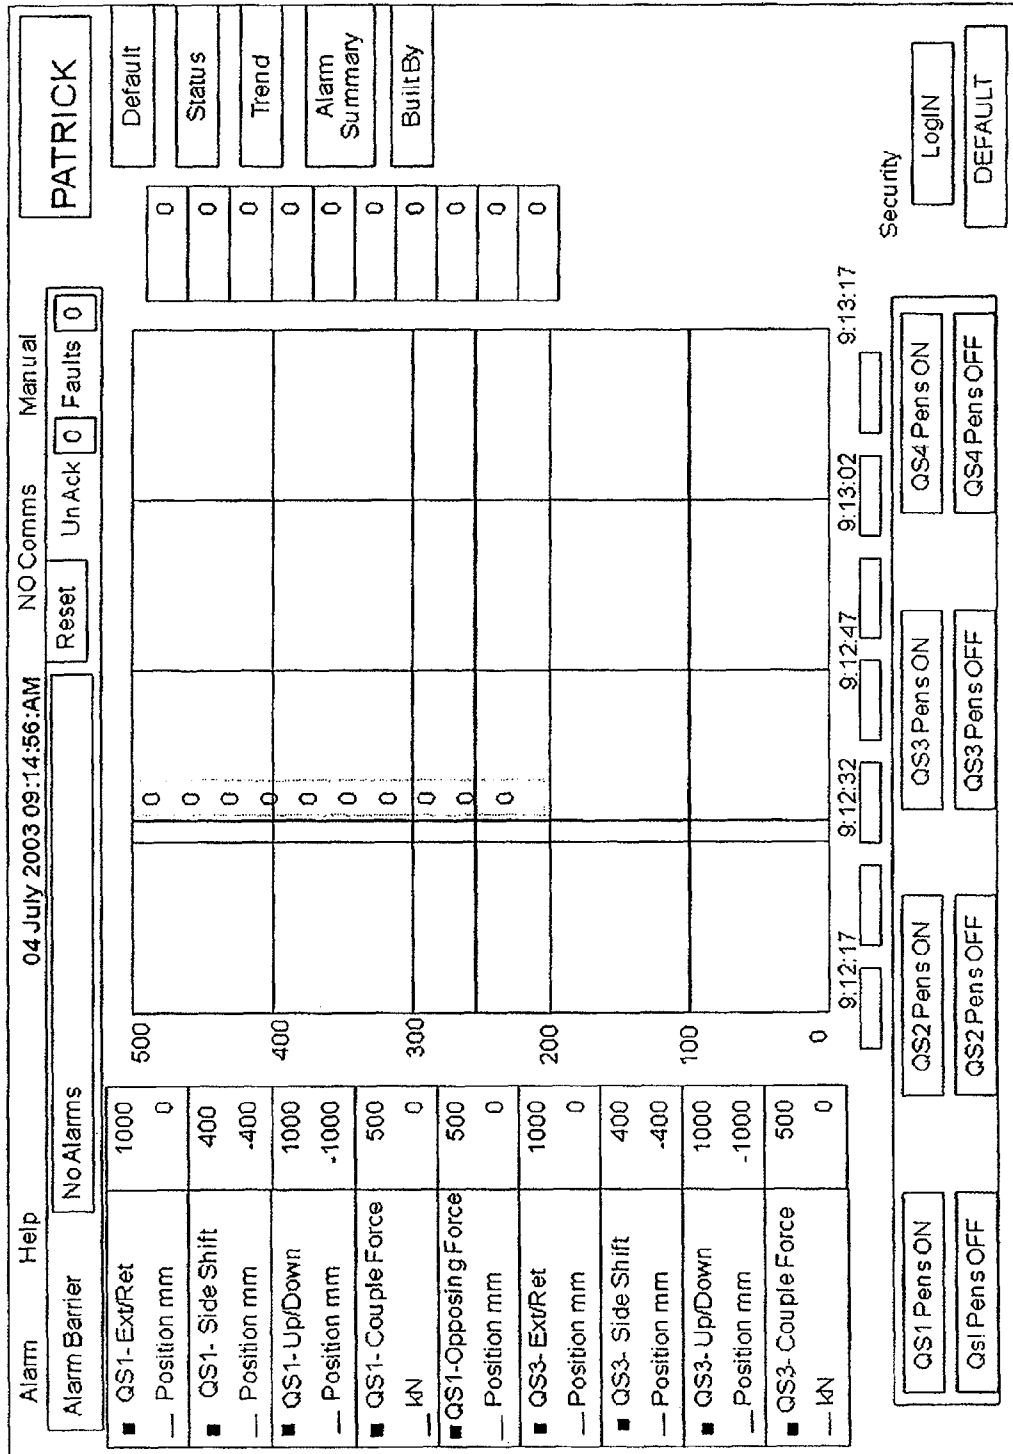 Alarm Help 04 July 2003 09:14:56:AM NO Comms Manual
PATRICK
Alarm Barrier No Alarms Reset UnAck 0 Faults 0
QS1- Ext/Ret 1000
Position mm 0
QS1- Side Shift 400
Position mm -400
QS1- Up/Down 1000
Position mm -1000
QS1- Couple Force 500
kN 0
QS1-Opposing Force 500
Position mm 0
QS3- Ext/Ret 1000
Position mm 0
QS3- Side Shift 400
Position mm -400
QS3- Up/Down 1000
Position mm -1000
QS3- Couple Force 500
kN 0
500
400
300
200
100
0
0
0
0
0
0
0
0
0
0
0
9:12:17 9:12:32 9:12:47 9:13:02 9:13:17
0
0
0
0
0
0
0
0
0
0
Default
Status
Trend
Alarm
Summary
Built By
Security
LogIN
DEFAULT
QS1 Pens ON QS2 Pens ON QS3 Pens ON QS4 Pens ON
Qs! Pens OFF QS2 Pens OFF QS3 Pens OFF QS4 Pens OFF